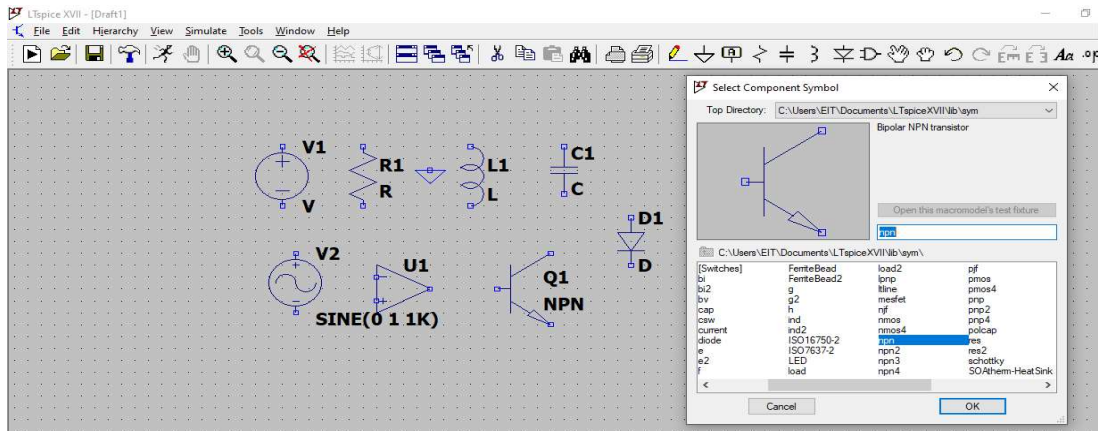 LTspice XVII - [Draft1]
File Edit Hierarchy View Simulate Tools Window Help
Aa .op
V1
V
R1
R
L1
L
C1
C
D1
D
V2
SINE(0 1 1K)
U1
Q1
NPN
Select Component Symbol
Top Directory: C:\Users\EIT\Documents\LTspiceXVII\lib\sym
Bipolar NPN transistor
Open this macromodel's test fixture
npn
C:\Users\EIT\Documents\LTspiceXVII\lib\sym\
[Switches] FerriteBead load2 pjf
bi FerriteBead2 lpnp pmos
bi2 g ltline pmos4
bv g2 mesfet pnp
cap h njf pnp2
csw ind nmos pnp4
current ind2 nmos4 polcap
diode ISO16750-2 npn res
e ISO7637-2 npn2 res2
e2 LED npn3 schottky
f load npn4 SOAtherm-HeatSink
Cancel OK